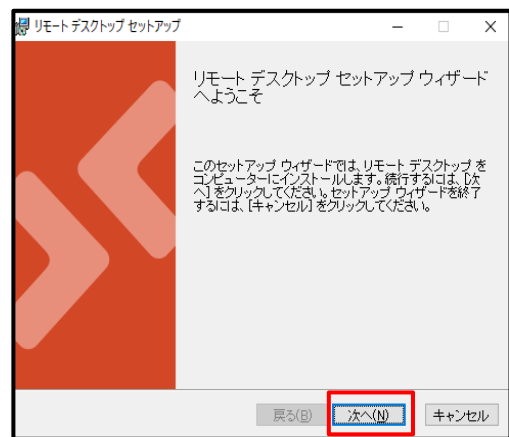 リモート デスクトップ セットアップ
リモート デスクトップ セットアップ ウィザード
へようこそ
このセットアップ ウィザードでは、リモート デスクトップ を
コンピューターにインストールします。続行するには、[次
へ] をクリックしてください。セットアップ ウィザードを終了
するには、[キャンセル] をクリックしてください。
戻る(B) 次へ(N) キャンセル